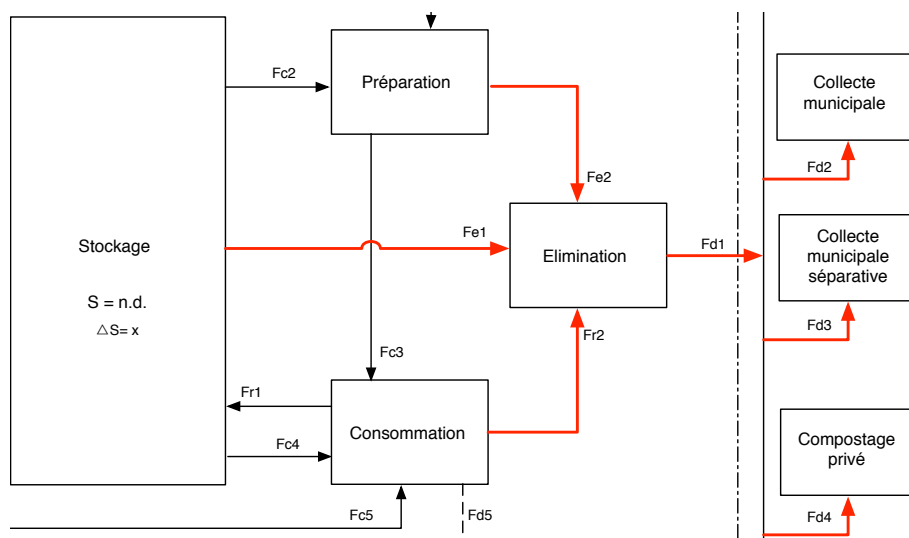 Fc2
Préparation
Collecte
municipale
Fd2
Fe2
Stockage
S = n.d.
△S= x
Fe1
Elimination
Fd1
Collecte
municipale
séparative
Fd3
Fr2
Fc3
Fr1
Consommation
Fc4
Compostage
privé
Fc5
Fd5
Fd4